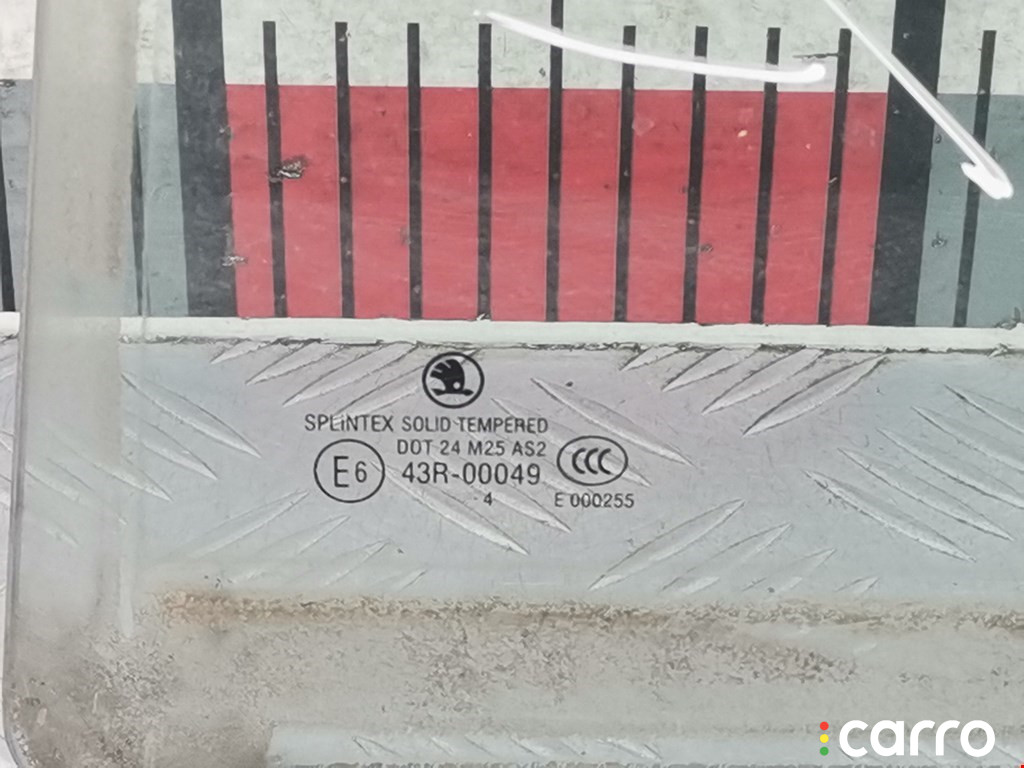 SPLINTEX SOLID TEMPERED
DOT 24 M25 AS2
E6 43R-00049 CCC
4 E 000255
carro